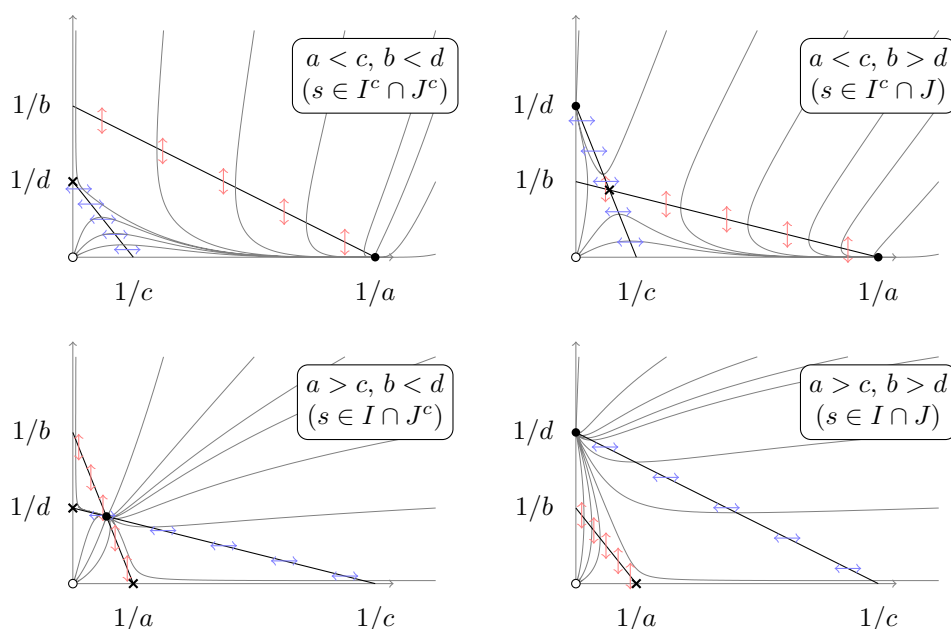 a < c, b < d
(s ∈ I^c ∩ J^c)
1/b
1/d
1/c
1/a
a < c, b > d
(s ∈ I^c ∩ J)
1/d
1/b
1/c
1/a
a > c, b < d
(s ∈ I ∩ J^c)
1/b
1/d
1/a
1/c
a > c, b > d
(s ∈ I ∩ J)
1/d
1/b
1/a
1/c